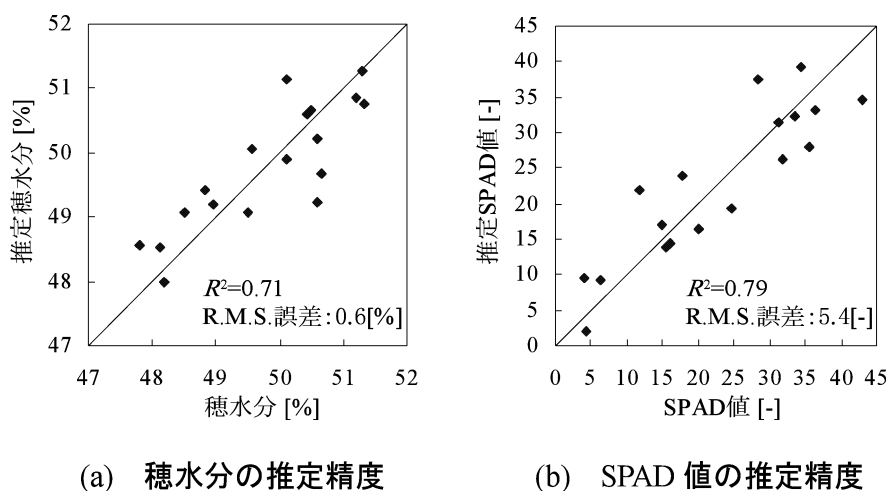 52
51
50
49
48
47
推定穂水分 [%]
R²=0.71
R.M.S.誤差:0.6[%]
47 48 49 50 51 52
穂水分 [%]
(a) 穂水分の推定精度
45
40
35
30
25
20
15
10
5
0
推定SPAD値 [-]
R²=0.79
R.M.S.誤差:5.4[-]
0 5 10 15 20 25 30 35 40 45
SPAD値 [-]
(b) SPAD 値の推定精度